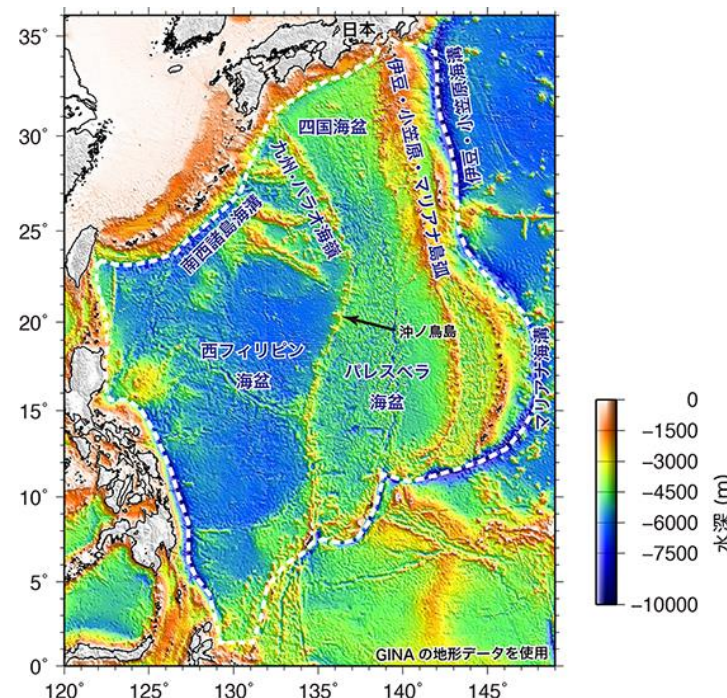 35°
30°
25°
20°
15°
10°
5°
0°
120°
125°
130°
135°
140°
145°
日本
四国海盆
九州・パラオ海嶺
伊豆・小笠原・マリアナ島弧
伊豆・小笠原海溝
南西諸島海溝
沖ノ鳥島
西フィリピン
海盆
パレスベラ
海盆
マリアナ海溝
GINAの地形データを使用
0
−1500
−3000
−4500
−6000
−7500
−10000
水深 (m)